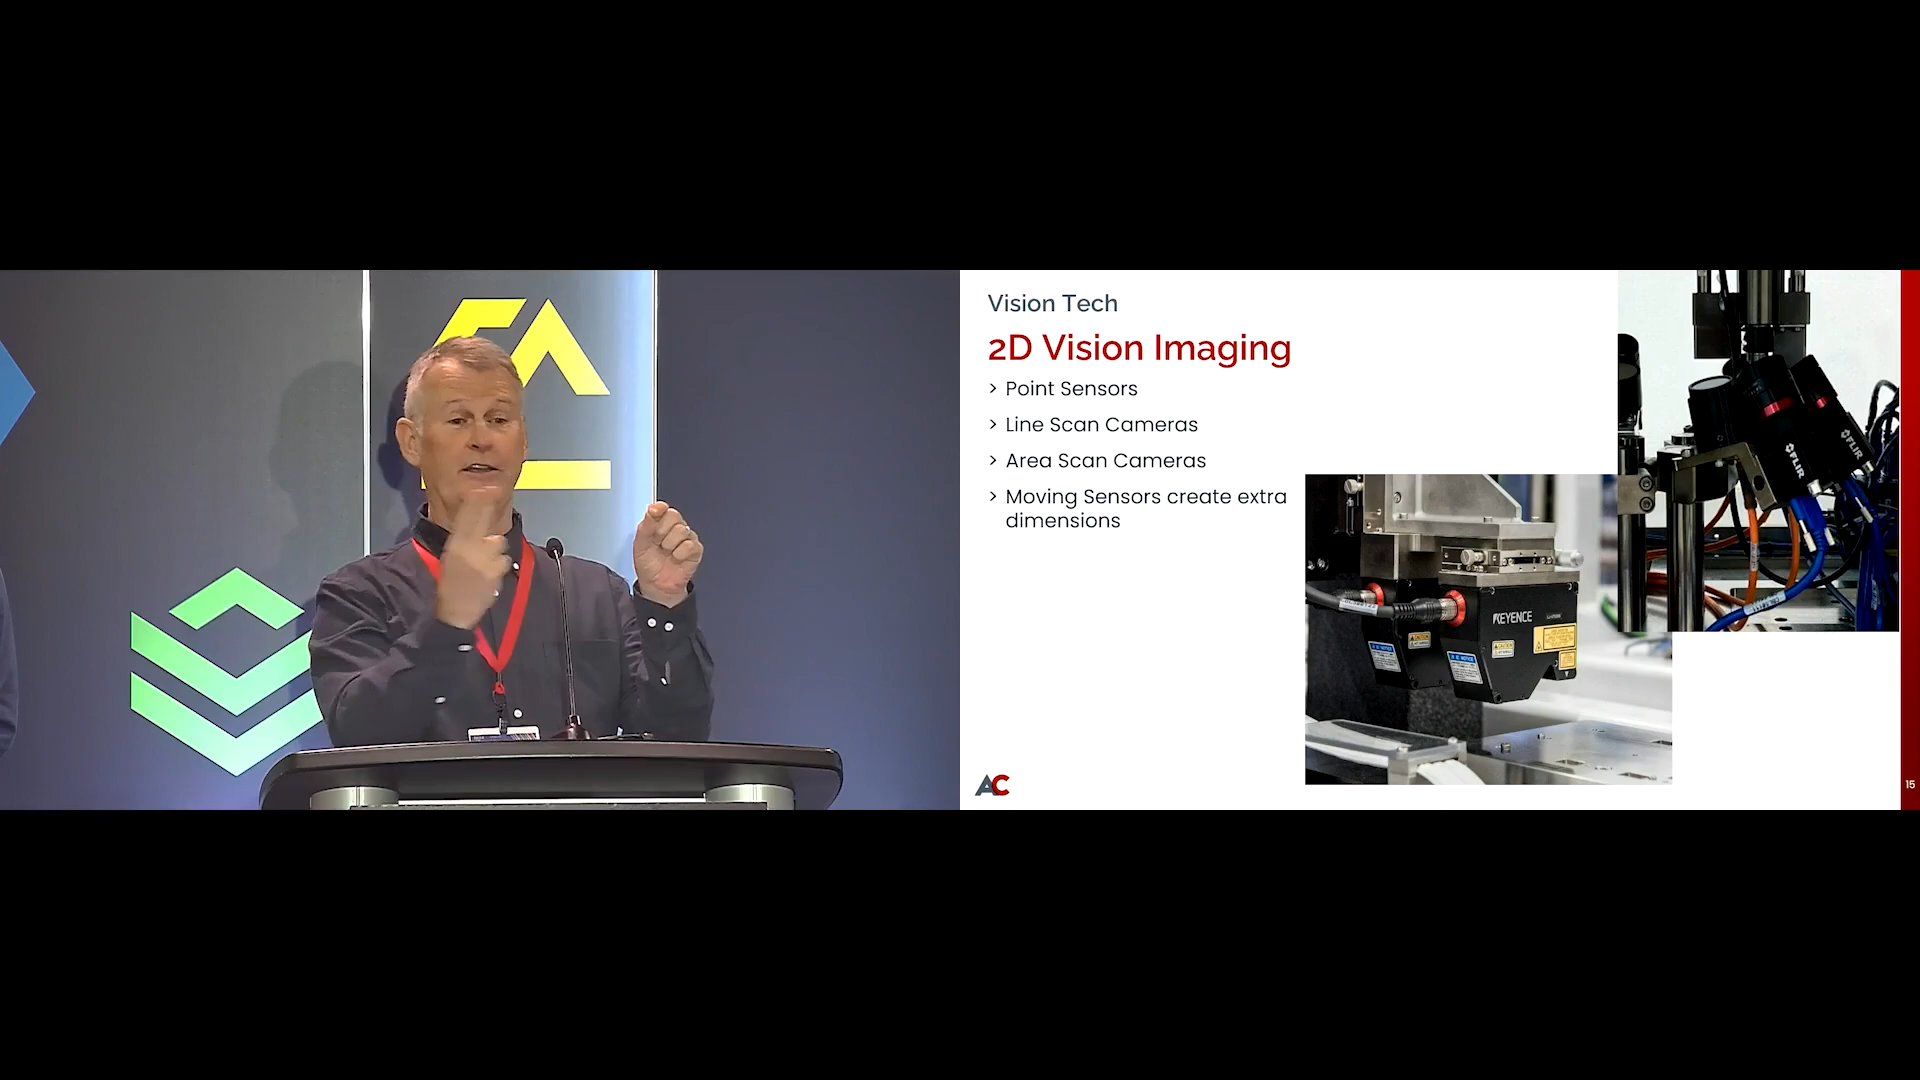 Vision Tech
2D Vision Imaging
> Point Sensors
> Line Scan Cameras
> Area Scan Cameras
> Moving Sensors create extra
dimensions
FLIR
FLIR
KEYENCE
AC
15